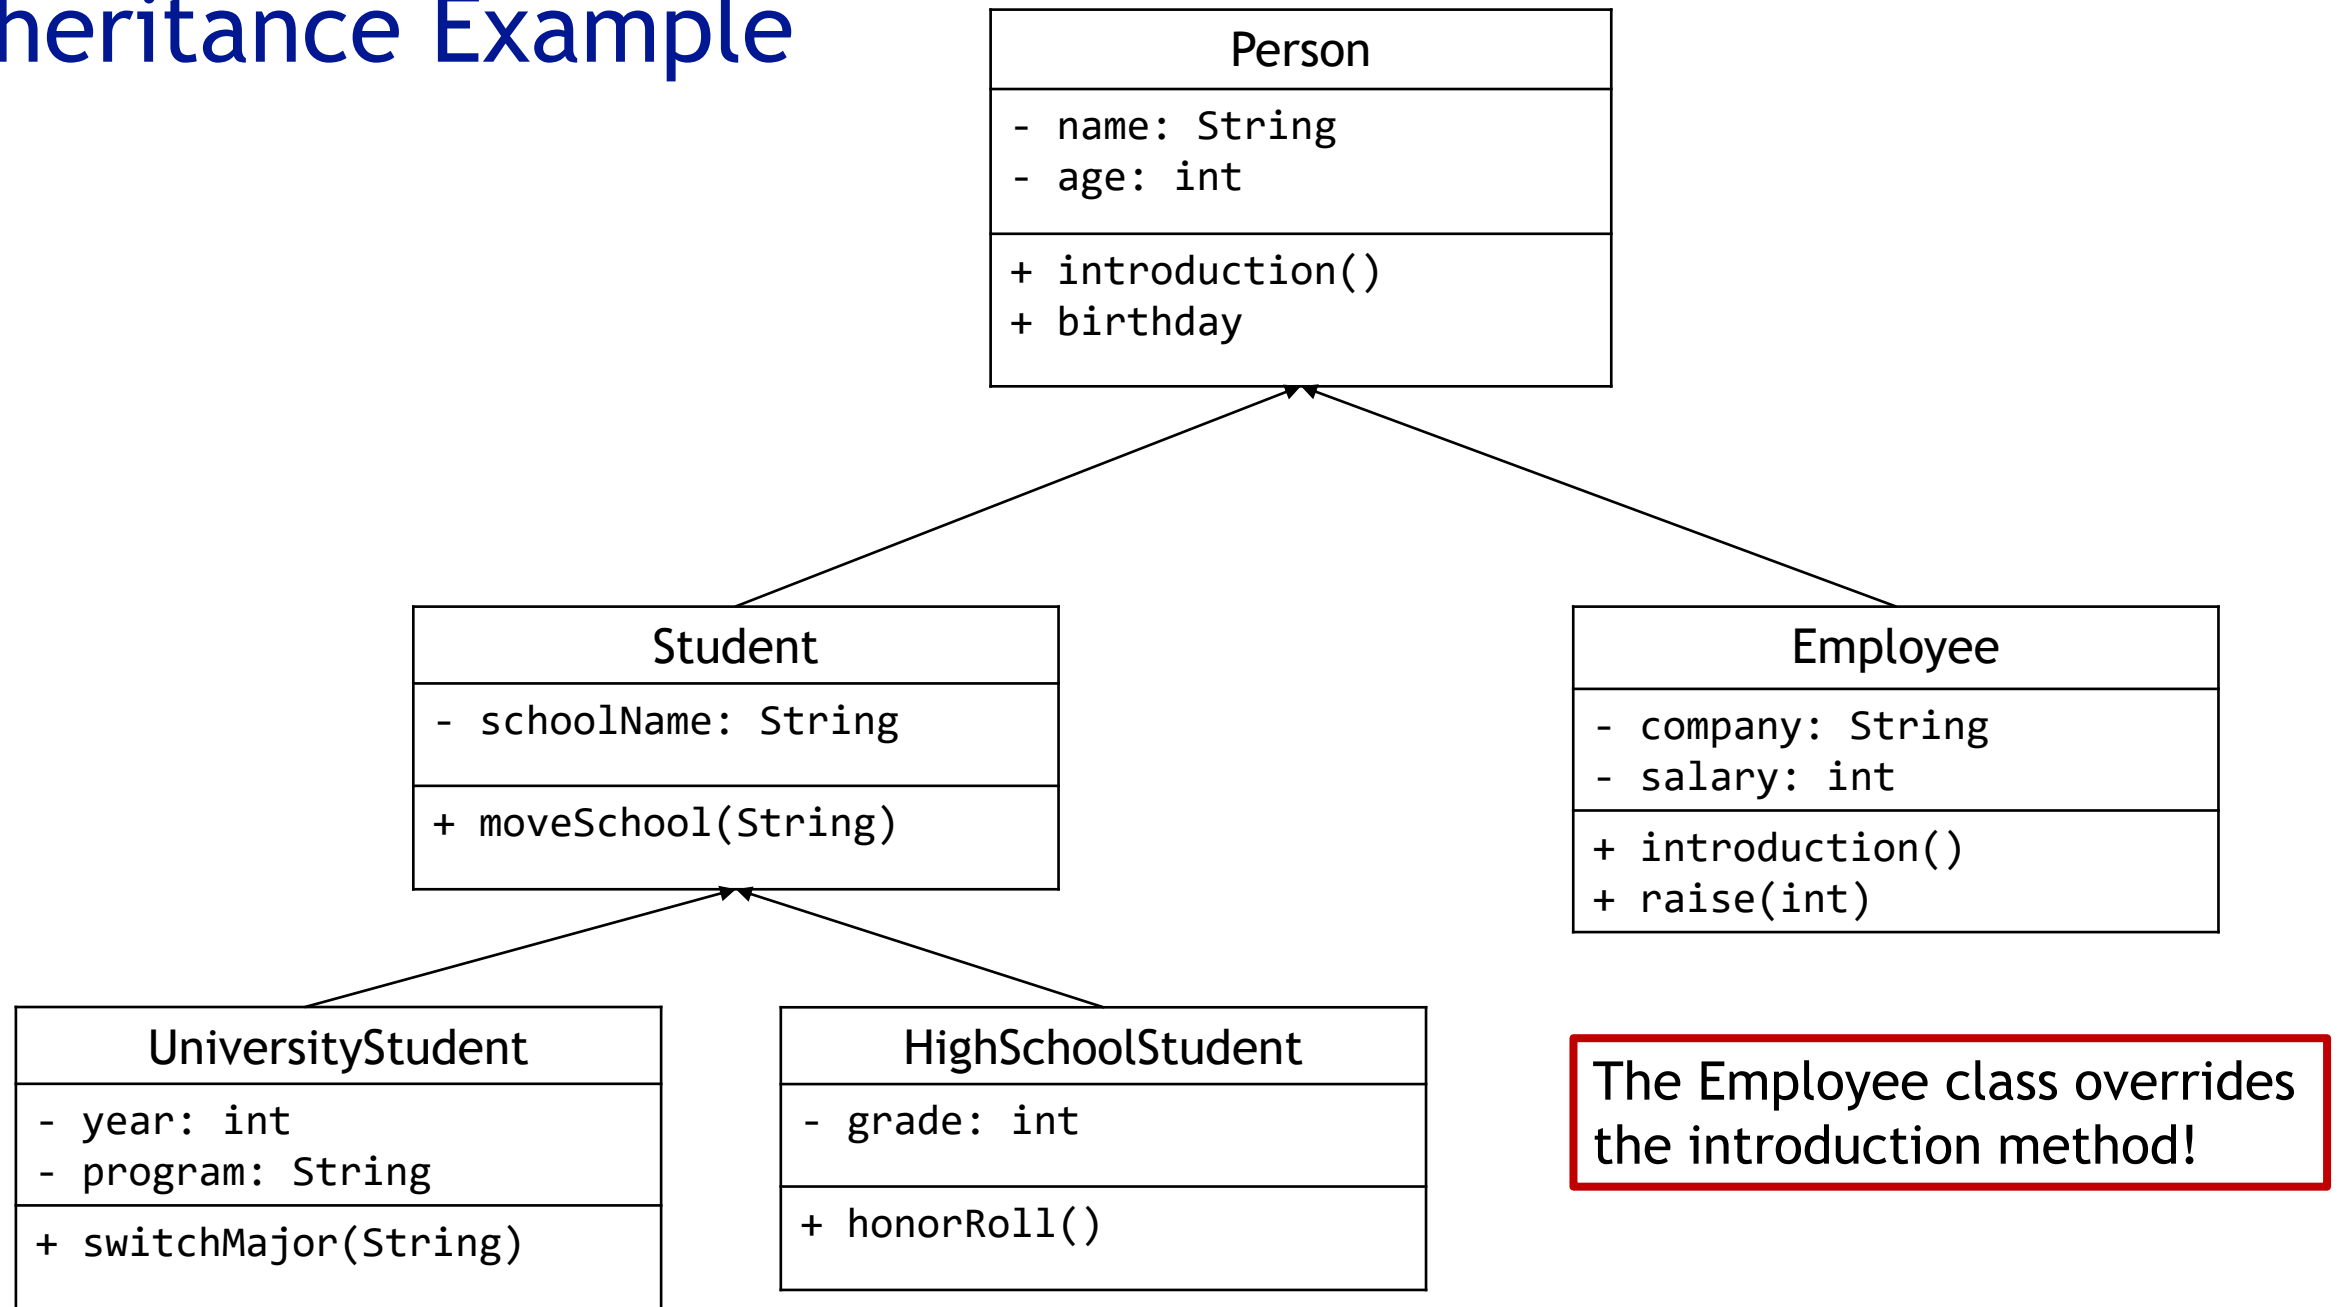 heritance Example
Person
- name: String
- age: int
+ introduction()
+ birthday
Student
- schoolName: String
+ moveSchool(String)
Employee
- company: String
- salary: int
+ introduction()
+ raise(int)
UniversityStudent
- year: int
- program: String
+ switchMajor(String)
HighSchoolStudent
- grade: int
+ honorRoll()
The Employee class overrides
the introduction method!